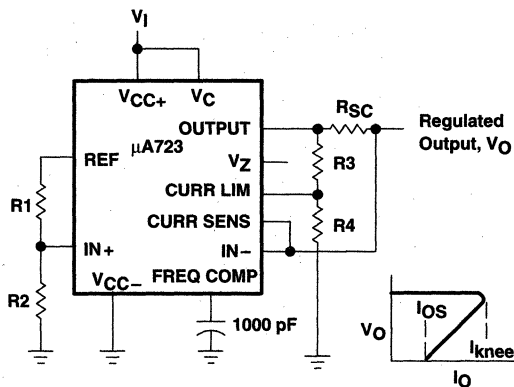 VI
VCC+
VC
μA723
OUTPUT
RSC
Regulated
Output, VO
REF
VZ
R3
CURR LIM
R1
CURR SENS
R4
IN+
IN−
R2
VCC−
FREQ COMP
1000 pF
VO
IOS
Iknee
IO